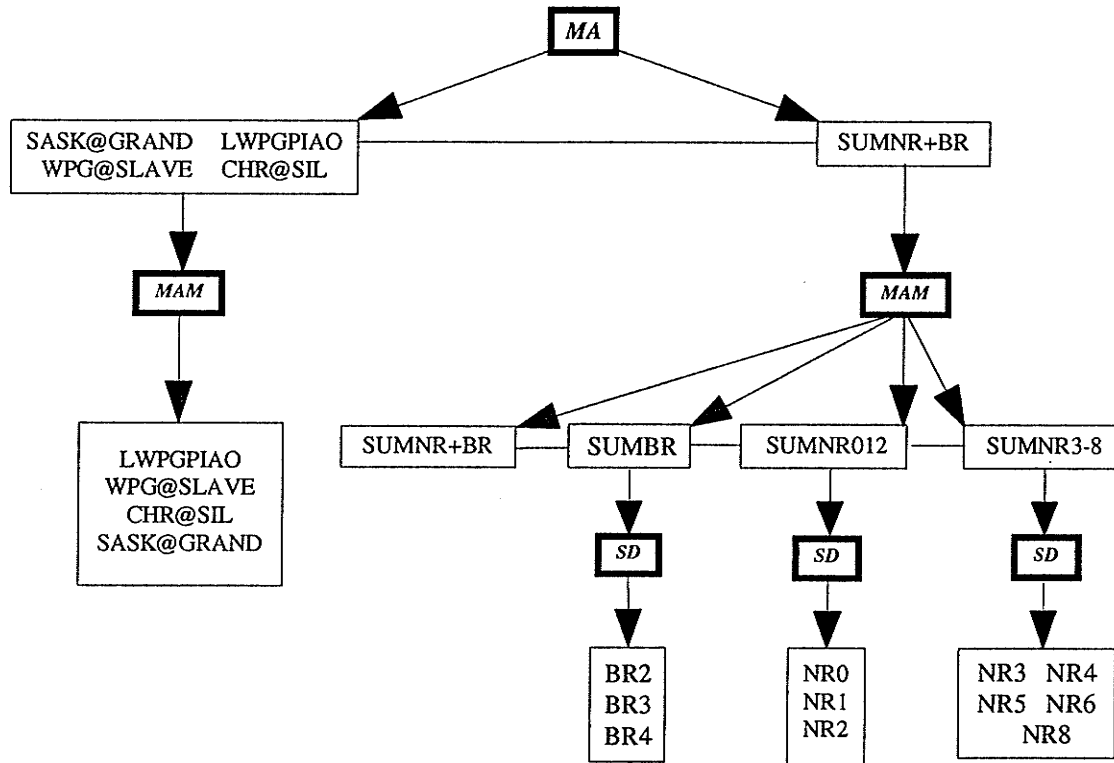 MA
SASK@GRAND LWPGPIAO
WPG@SLAVE CHR@SIL
SUMNR+BR
MAM
MAM
LWPGPIAO
WPG@SLAVE
CHR@SIL
SASK@GRAND
SUMNR+BR
SUMBR
SUMNR012
SUMNR3-8
SD
SD
SD
BR2
BR3
BR4
NR0
NR1
NR2
NR3 NR4
NR5 NR6
NR8